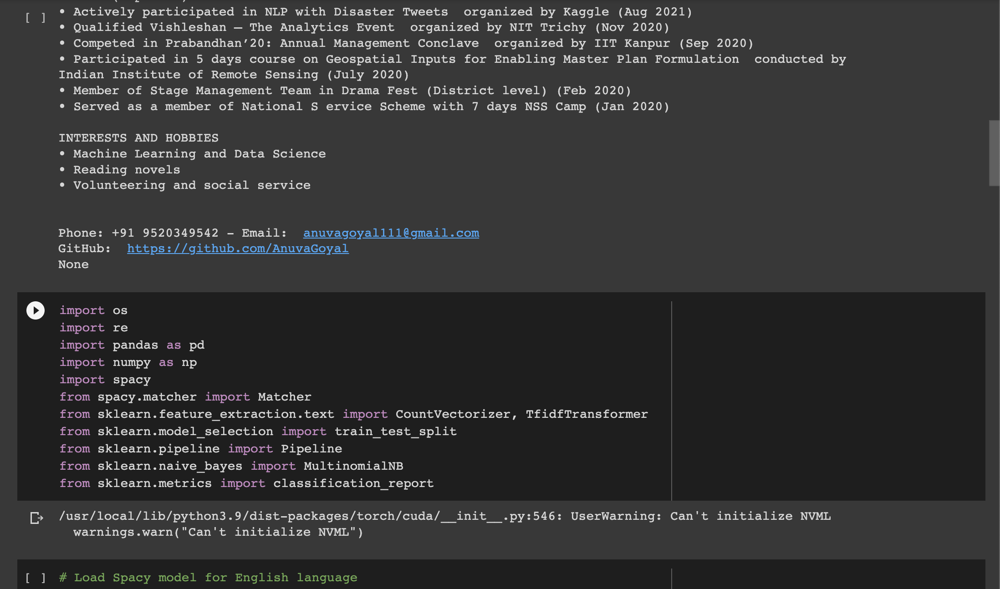 [ ]
• Actively participated in NLP with Disaster Tweets  organized by Kaggle (Aug 2021)
• Qualified Vishleshan – The Analytics Event  organized by NIT Trichy (Nov 2020)
• Competed in Prabandhan’20: Annual Management Conclave  organized by IIT Kanpur (Sep 2020)
• Participated in 5 days course on Geospatial Inputs for Enabling Master Plan Formulation  conducted by
Indian Institute of Remote Sensing (July 2020)
• Member of Stage Management Team in Drama Fest (District level) (Feb 2020)
• Served as a member of National S ervice Scheme with 7 days NSS Camp (Jan 2020)
INTERESTS AND HOBBIES
• Machine Learning and Data Science
• Reading novels
• Volunteering and social service
Phone: +91 9520349542 – Email:  anuvagoyal111@gmail.com
GitHub:  https://github.com/AnuvaGoyal
None
import os
import re
import pandas as pd
import numpy as np
import spacy
from spacy.matcher import Matcher
from sklearn.feature_extraction.text import CountVectorizer, TfidfTransformer
from sklearn.model_selection import train_test_split
from sklearn.pipeline import Pipeline
from sklearn.naive_bayes import MultinomialNB
from sklearn.metrics import classification_report
/usr/local/lib/python3.9/dist-packages/torch/cuda/__init__.py:546: UserWarning: Can't initialize NVML
  warnings.warn("Can't initialize NVML")
[ ] # Load Spacy model for English language